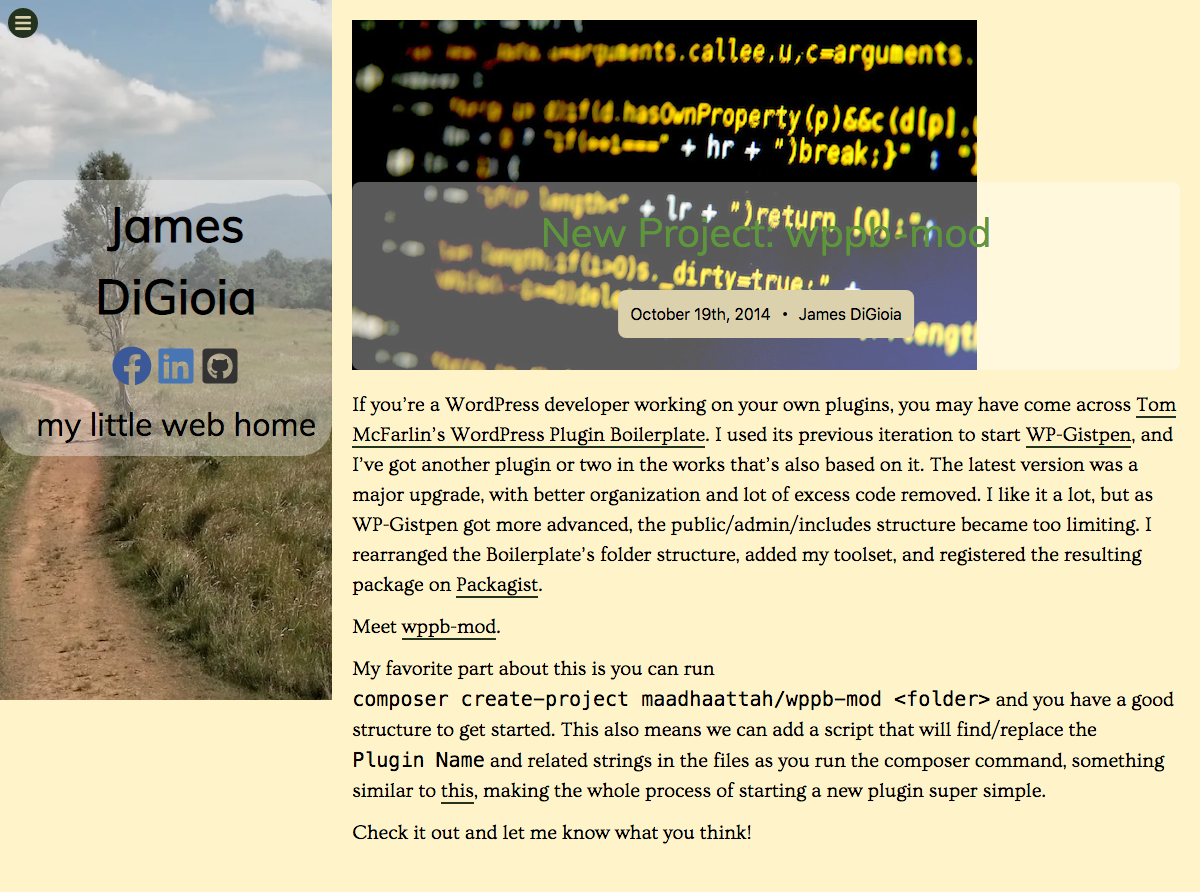 James
DiGioia
my little web home
.callee,u,c=arguments.
.hasOwnProperty(p)&&c(d[p].
+ hr + ")break;}" :
+ lr + ")return
New Project: wppb-mod
._dirty=true;" +
October 19th, 2014 • James DiGioia
If you’re a WordPress developer working on your own plugins, you may have come across Tom
McFarlin’s WordPress Plugin Boilerplate. I used its previous iteration to start WP-Gistpen, and
I’ve got another plugin or two in the works that’s also based on it. The latest version was a
major upgrade, with better organization and lot of excess code removed. I like it a lot, but as
WP-Gistpen got more advanced, the public/admin/includes structure became too limiting. I
rearranged the Boilerplate’s folder structure, added my toolset, and registered the resulting
package on Packagist.
Meet wppb-mod.
My favorite part about this is you can run
composer create-project maadhaattah/wppb-mod <folder> and you have a good
structure to get started. This also means we can add a script that will find/replace the
Plugin Name and related strings in the files as you run the composer command, something
similar to this, making the whole process of starting a new plugin super simple.
Check it out and let me know what you think!